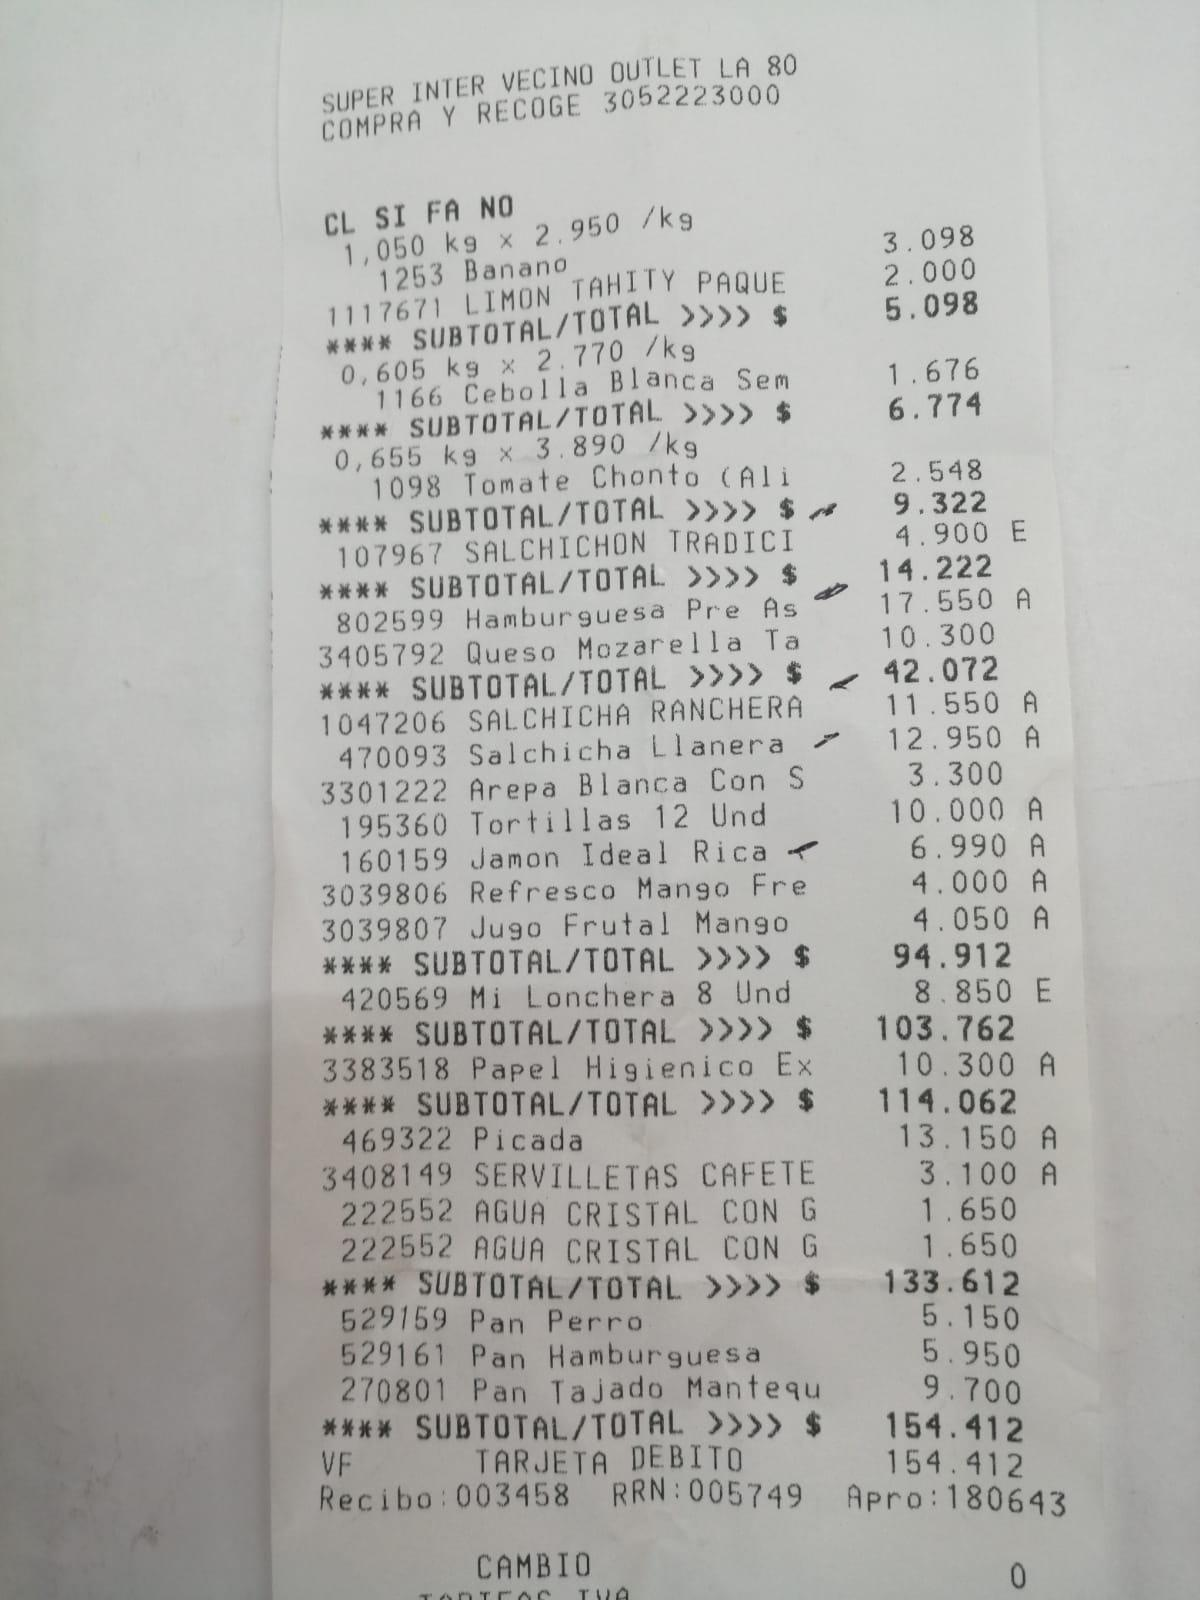 SUPER INTER VECINO OUTLET LA 80
COMPRA Y RECOGE 3052223000
CL SI FA NO
1,050 kg x 2.950 /kg
1253 Banano 3.098
1117671 LIMON TAHITY PAQUE 2.000
**** SUBTOTAL/TOTAL >>>> $ 5.098
0,605 kg x 2.770 /kg
1166 Cebolla Blanca Sem 1.676
**** SUBTOTAL/TOTAL >>>> $ 6.774
0,655 kg x 3.890 /kg
1098 Tomate Chonto (Ali 2.548
**** SUBTOTAL/TOTAL >>>> $ 9.322
107967 SALCHICHON TRADICI 4.900 E
**** SUBTOTAL/TOTAL >>>> $ 14.222
802599 Hamburguesa Pre As 17.550 A
3405792 Queso Mozarella Ta 10.300
**** SUBTOTAL/TOTAL >>>> $ 42.072
1047206 SALCHICHA RANCHERA 11.550 A
470093 Salchicha Llanera 12.950 A
3301222 Arepa Blanca Con S 3.300
195360 Tortillas 12 Und 10.000 A
160159 Jamon Ideal Rica 6.990 A
3039806 Refresco Mango Fre 4.000 A
3039807 Jugo Frutal Mango 4.050 A
**** SUBTOTAL/TOTAL >>>> $ 94.912
420569 Mi Lonchera 8 Und 8.850 E
**** SUBTOTAL/TOTAL >>>> $ 103.762
3383518 Papel Higienico Ex 10.300 A
**** SUBTOTAL/TOTAL >>>> $ 114.062
469322 Picada 13.150 A
3408149 SERVILLETAS CAFETE 3.100 A
222552 AGUA CRISTAL CON G 1.650
222552 AGUA CRISTAL CON G 1.650
**** SUBTOTAL/TOTAL >>>> $ 133.612
529159 Pan Perro 5.150
529161 Pan Hamburguesa 5.950
270801 Pan Tajado Mantequ 9.700
**** SUBTOTAL/TOTAL >>>> $ 154.412
VF TARJETA DEBITO 154.412
Recibo:003458 RRN:005749 Apro:180643
CAMBIO 0
TARIFAS IVA